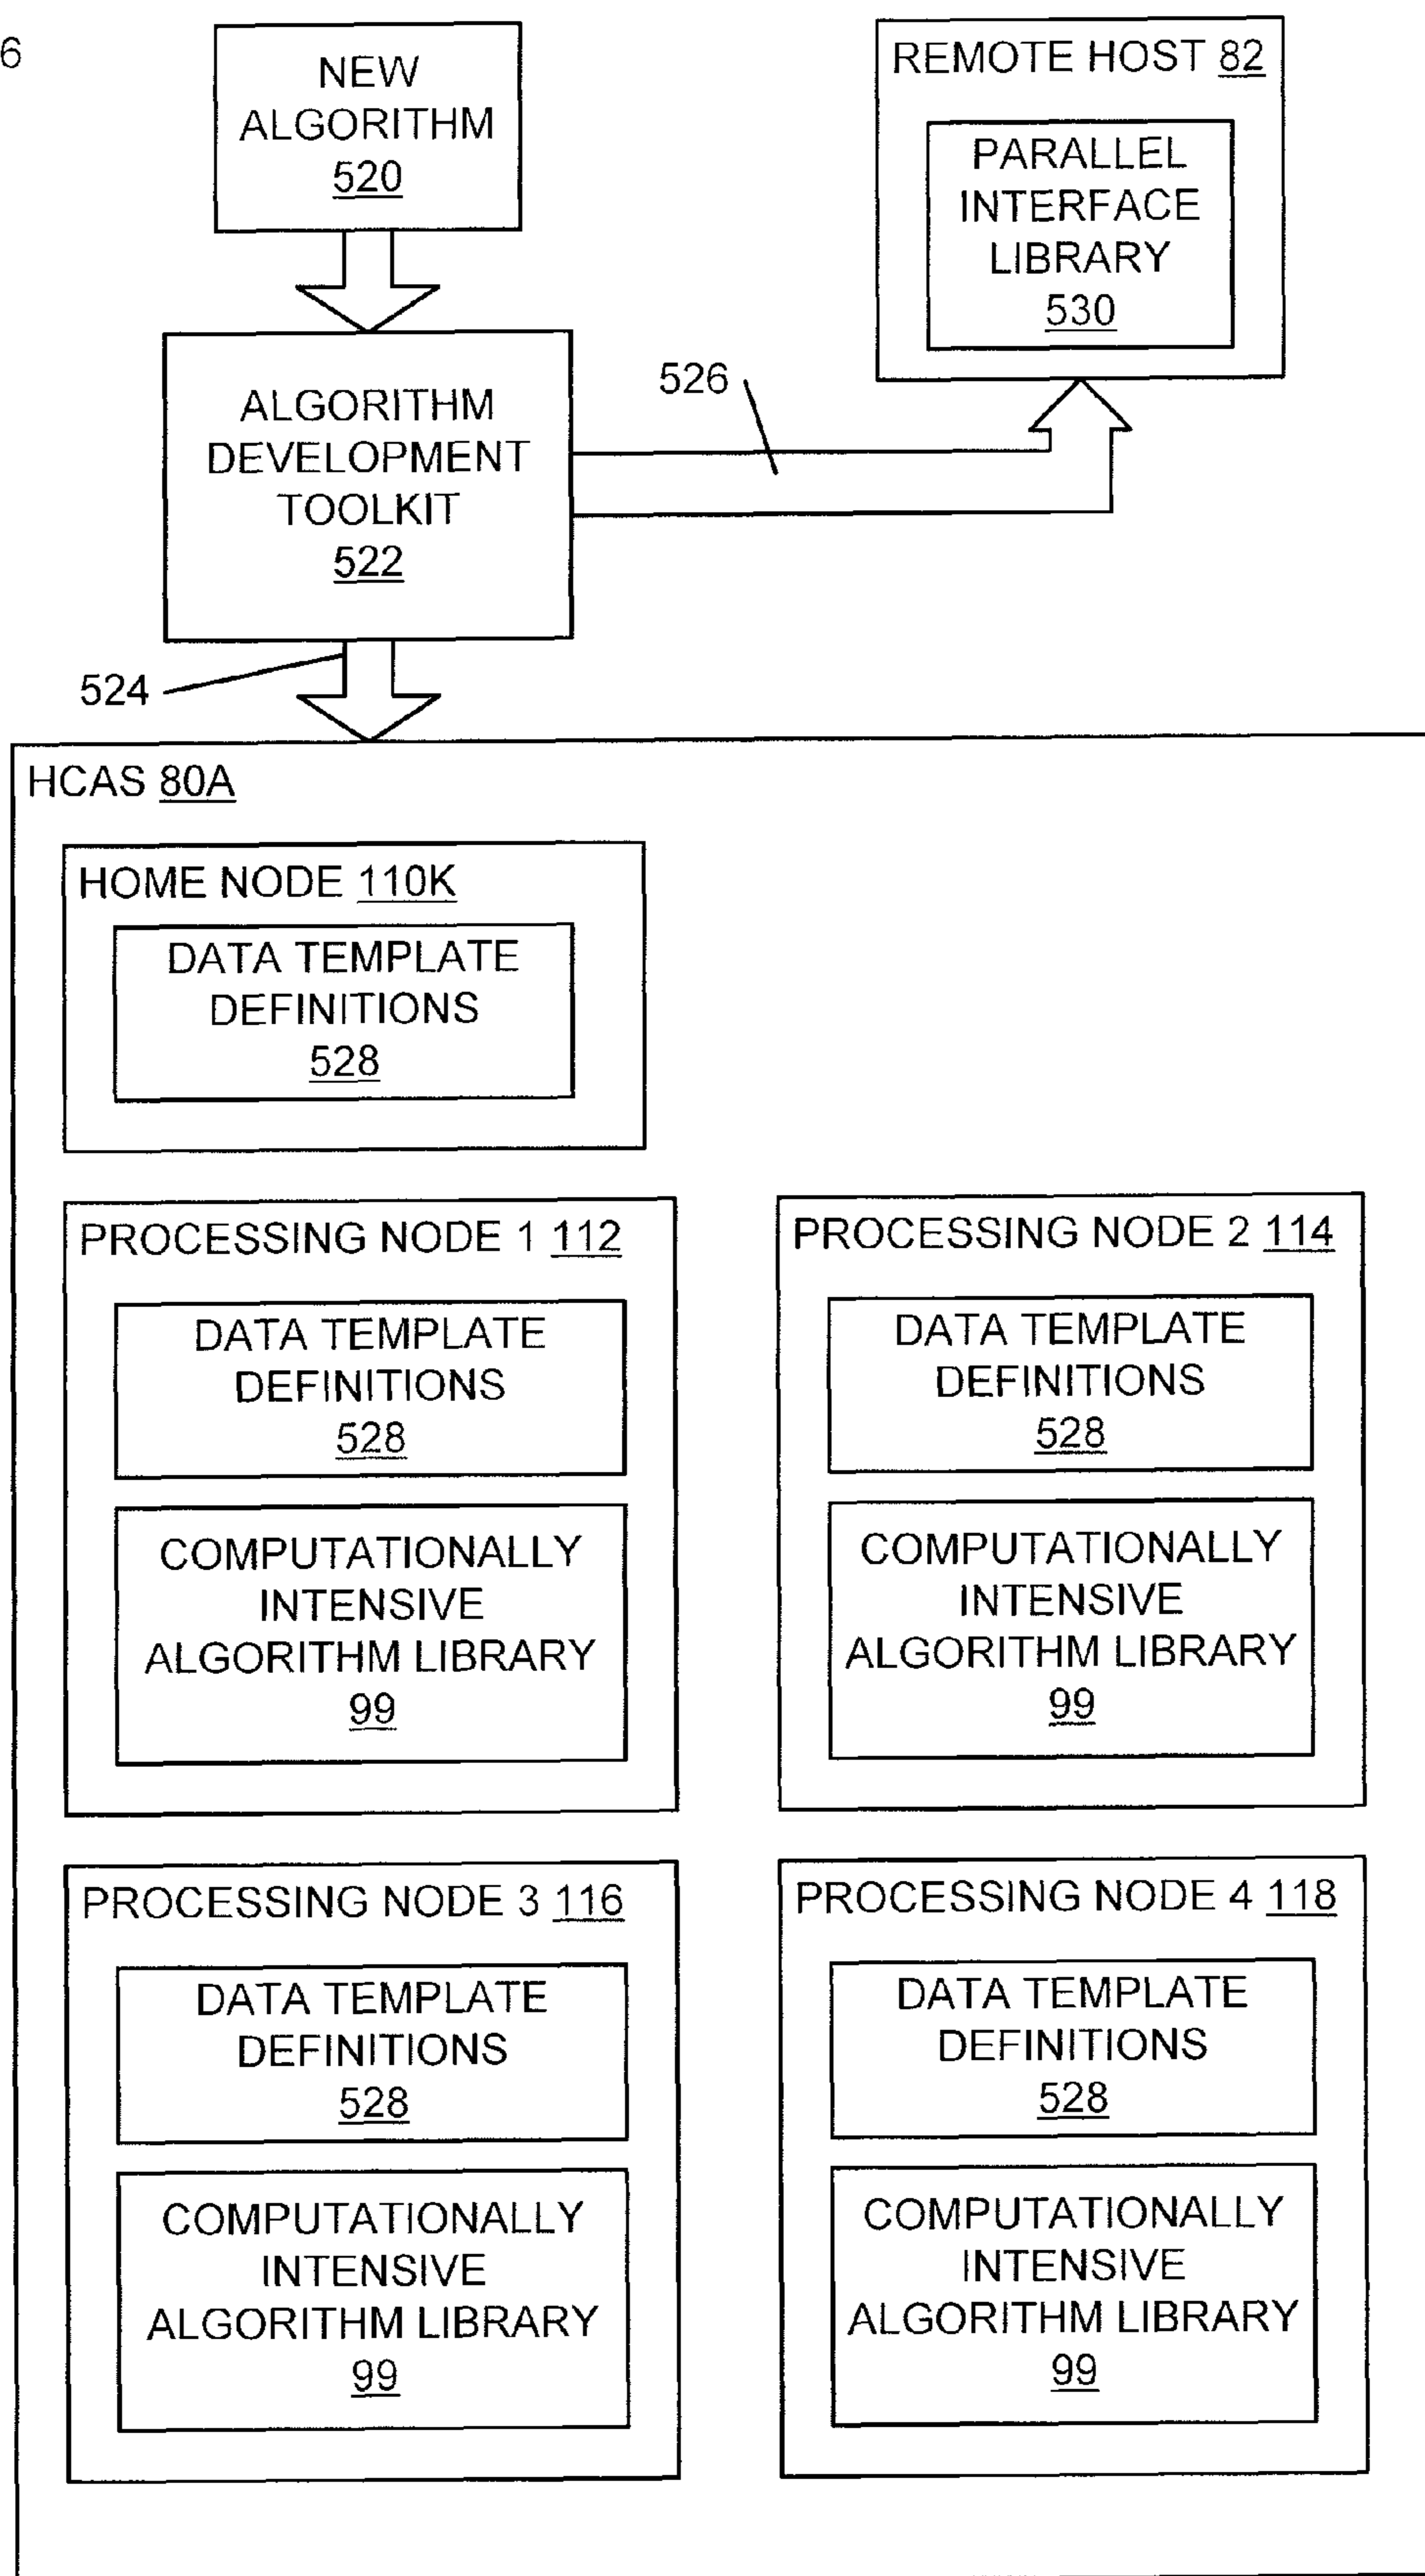 6
NEW
ALGORITHM
520
REMOTE HOST 82
PARALLEL
INTERFACE
LIBRARY
530
ALGORITHM
DEVELOPMENT
TOOLKIT
522
526
524
HCAS 80A
HOME NODE 110K
DATA TEMPLATE
DEFINITIONS
528
PROCESSING NODE 1 112
DATA TEMPLATE
DEFINITIONS
528
COMPUTATIONALLY
INTENSIVE
ALGORITHM LIBRARY
99
PROCESSING NODE 2 114
DATA TEMPLATE
DEFINITIONS
528
COMPUTATIONALLY
INTENSIVE
ALGORITHM LIBRARY
99
PROCESSING NODE 3 116
DATA TEMPLATE
DEFINITIONS
528
COMPUTATIONALLY
INTENSIVE
ALGORITHM LIBRARY
99
PROCESSING NODE 4 118
DATA TEMPLATE
DEFINITIONS
528
COMPUTATIONALLY
INTENSIVE
ALGORITHM LIBRARY
99